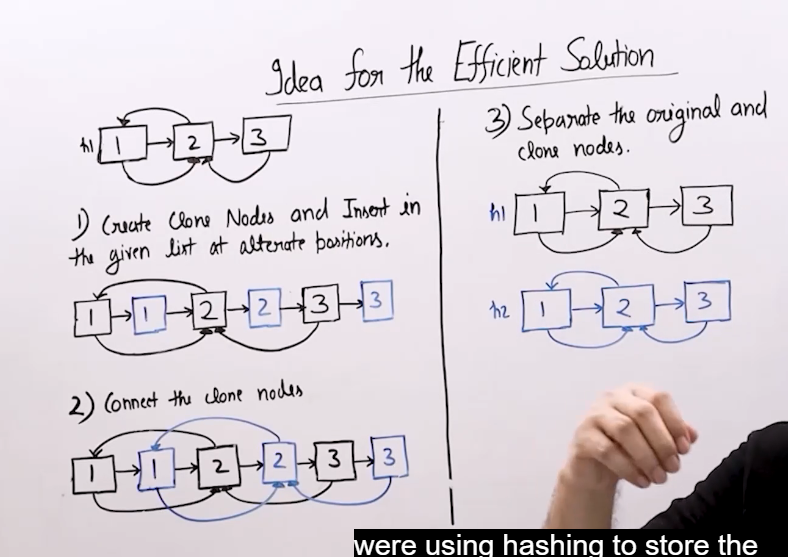 Idea for the Efficient Solution
h1 1 2 3
1) Create Clone Nodes and Insert in
the given list at alterate positions.
1 1 2 2 3 3
2) Connect the clone nodes
1 1 2 2 3 3
3) Separate the original and
clone nodes.
h1 1 2 3
h2 1 2 3
were using hashing to store the